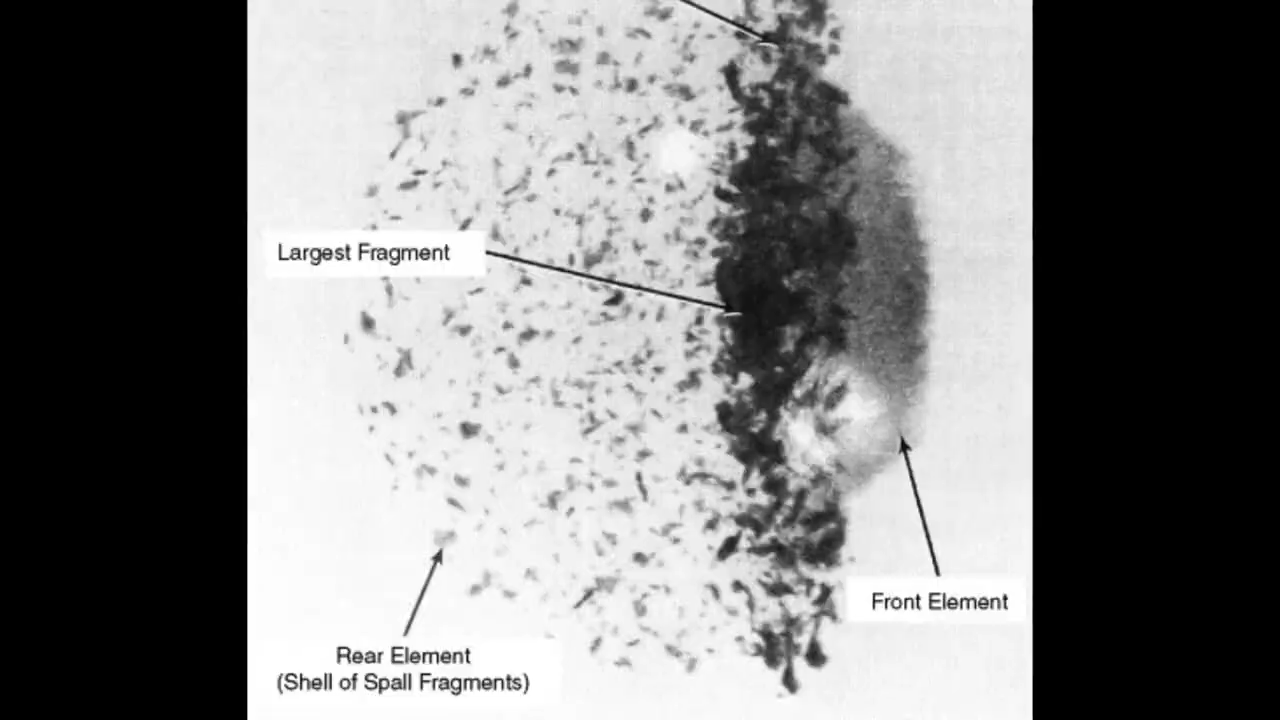 Largest Fragment
Front Element
Rear Element
(Shell of Spall Fragments)